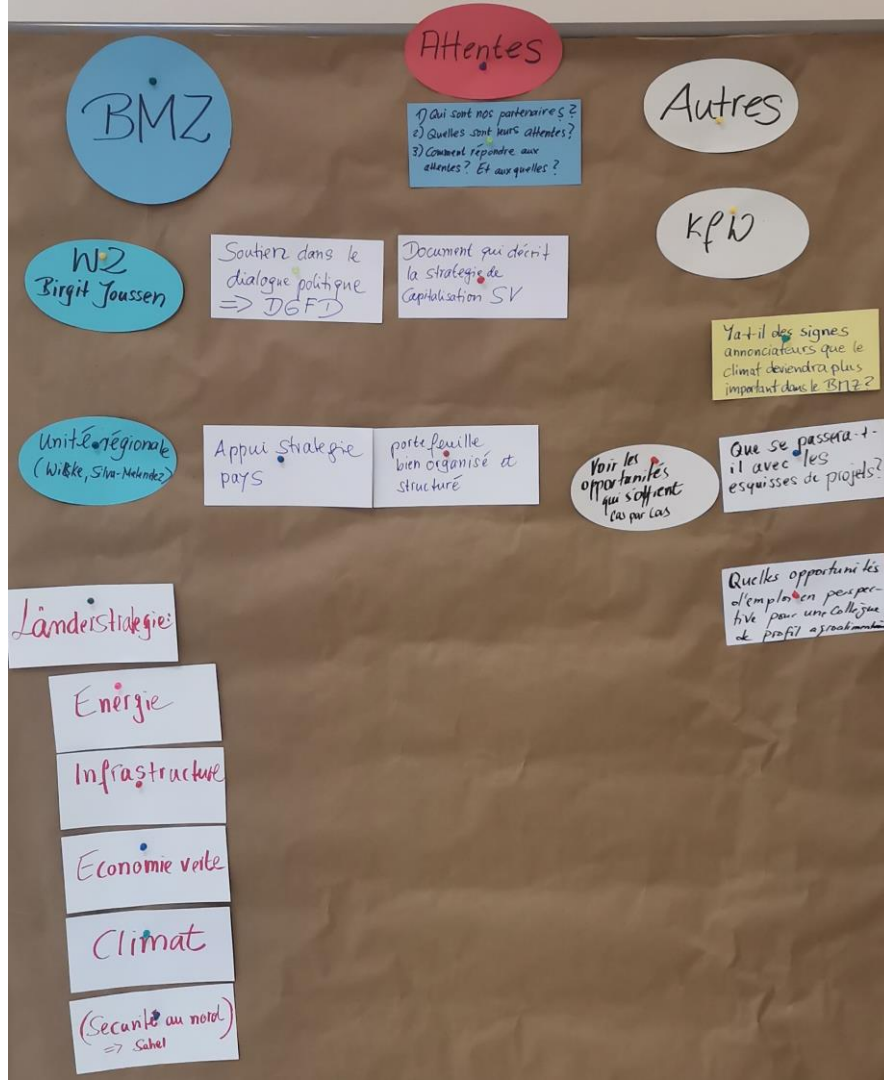 Attentes
1) Qui sont nos partenaires ?
2) Quelles sont leurs attentes?
3) Comment répondre aux
attentes? Et auxquelles ?
BMZ
WZ
Birgit Joussen
Soutien dans le
dialogue politique
=> DGFD
Document qui décrit
la strategie de
Capitalisation SV
Unité régionale
(Wilske, Silva-Melendez)
Appui strategie
pays
portefeuille
bien organisé et
structuré
Länderstrategie:
Energie
Infrastructure
Economie verte
Climat
(Securité au nord)
=> Sahel
Autres
KfW
Ya-t-il des signes
annonciateurs que le
climat deviendra plus
important dans le BMZ?
Voir les
opportunités
qui s'offrent
cas par cas
Que se passera-t-
il avec les
esquisses de projets?
Quelles opportunités
d'emploi en perspec-
tive pour une collègue
de profil